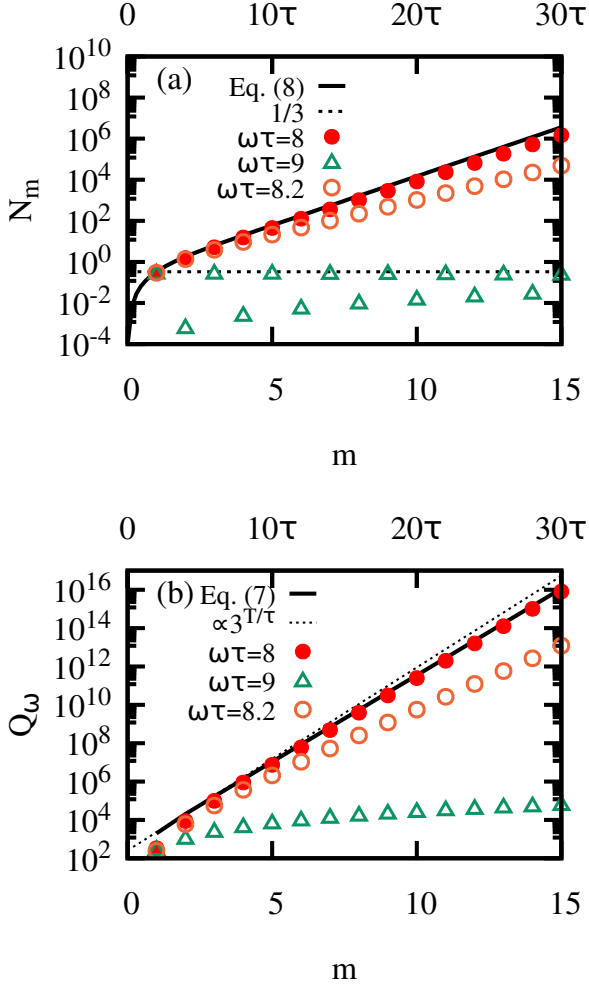 0 10τ 20τ 30τ
(a)
Eq. (8)
1/3
ωτ=8
ωτ=9
ωτ=8.2
10^10
10^8
10^6
10^4
10^2
10^0
10^-2
10^-4
N_m
0 5 10 15
m
0 10τ 20τ 30τ
(b)
Eq. (7)
∝3^T/τ
ωτ=8
ωτ=9
ωτ=8.2
10^16
10^14
10^12
10^10
10^8
10^6
10^4
10^2
Q_ω
0 5 10 15
m